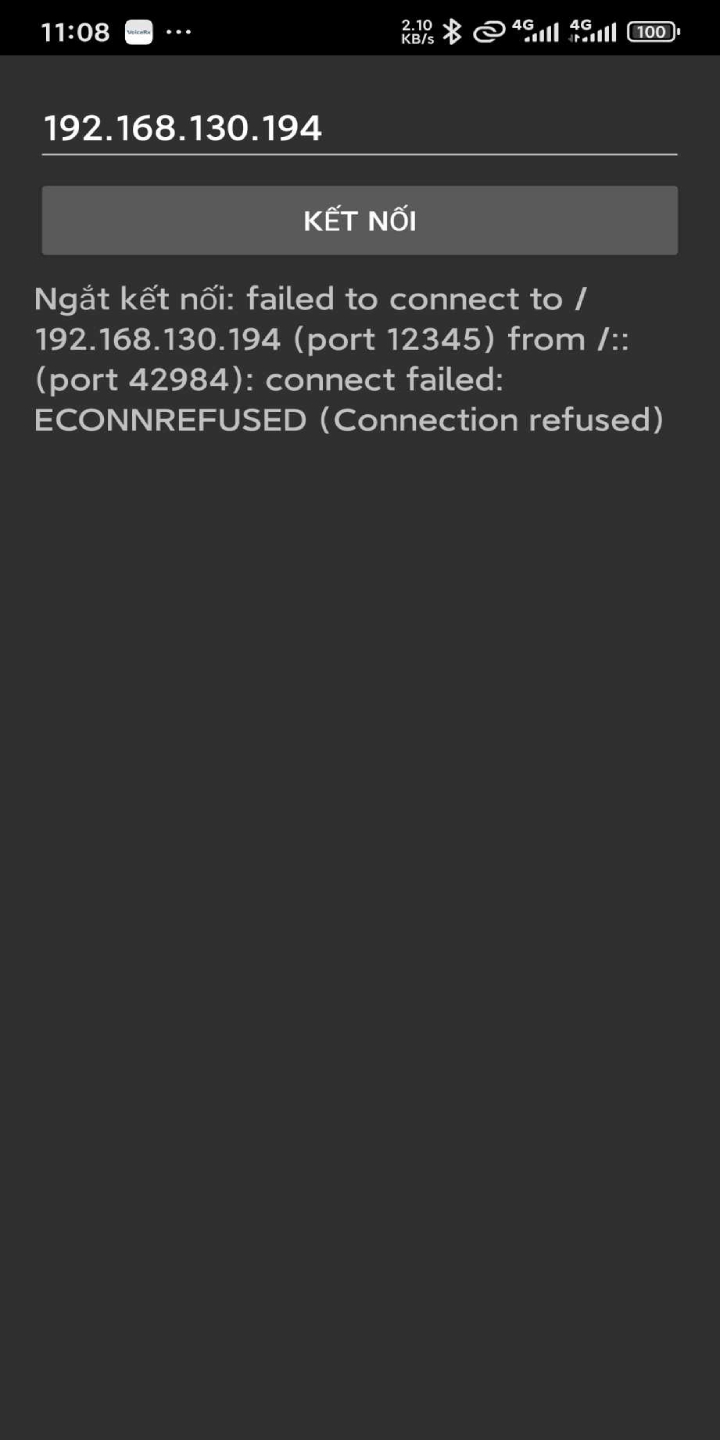 11:08 VoiceRx ... 2.10 KB/s 4G 4G 100
192.168.130.194
KẾT NỐI
Ngắt kết nối: failed to connect to /
192.168.130.194 (port 12345) from /::
(port 42984): connect failed:
ECONNREFUSED (Connection refused)